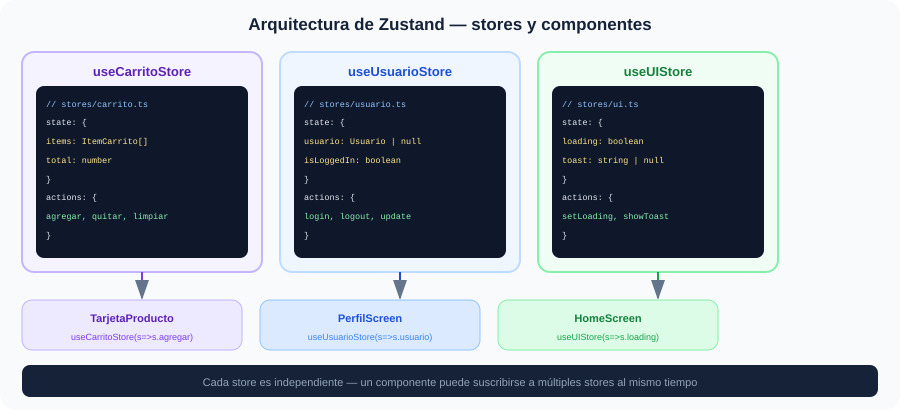 Arquitectura de Zustand — stores y componentes
useCarritoStore
// stores/carrito.ts
state: {
items: ItemCarrito[]
total: number
}
actions: {
agregar, quitar, limpiar
}
useUsuarioStore
// stores/usuario.ts
state: {
usuario: Usuario | null
isLoggedIn: boolean
}
actions: {
login, logout, update
}
useUIStore
// stores/ui.ts
state: {
loading: boolean
toast: string | null
}
actions: {
setLoading, showToast
}
TarjetaProducto
useCarritoStore(s=>s.agregar)
PerfilScreen
useUsuarioStore(s=>s.usuario)
HomeScreen
useUIStore(s=>s.loading)
Cada store es independiente — un componente puede suscribirse a múltiples stores al mismo tiempo